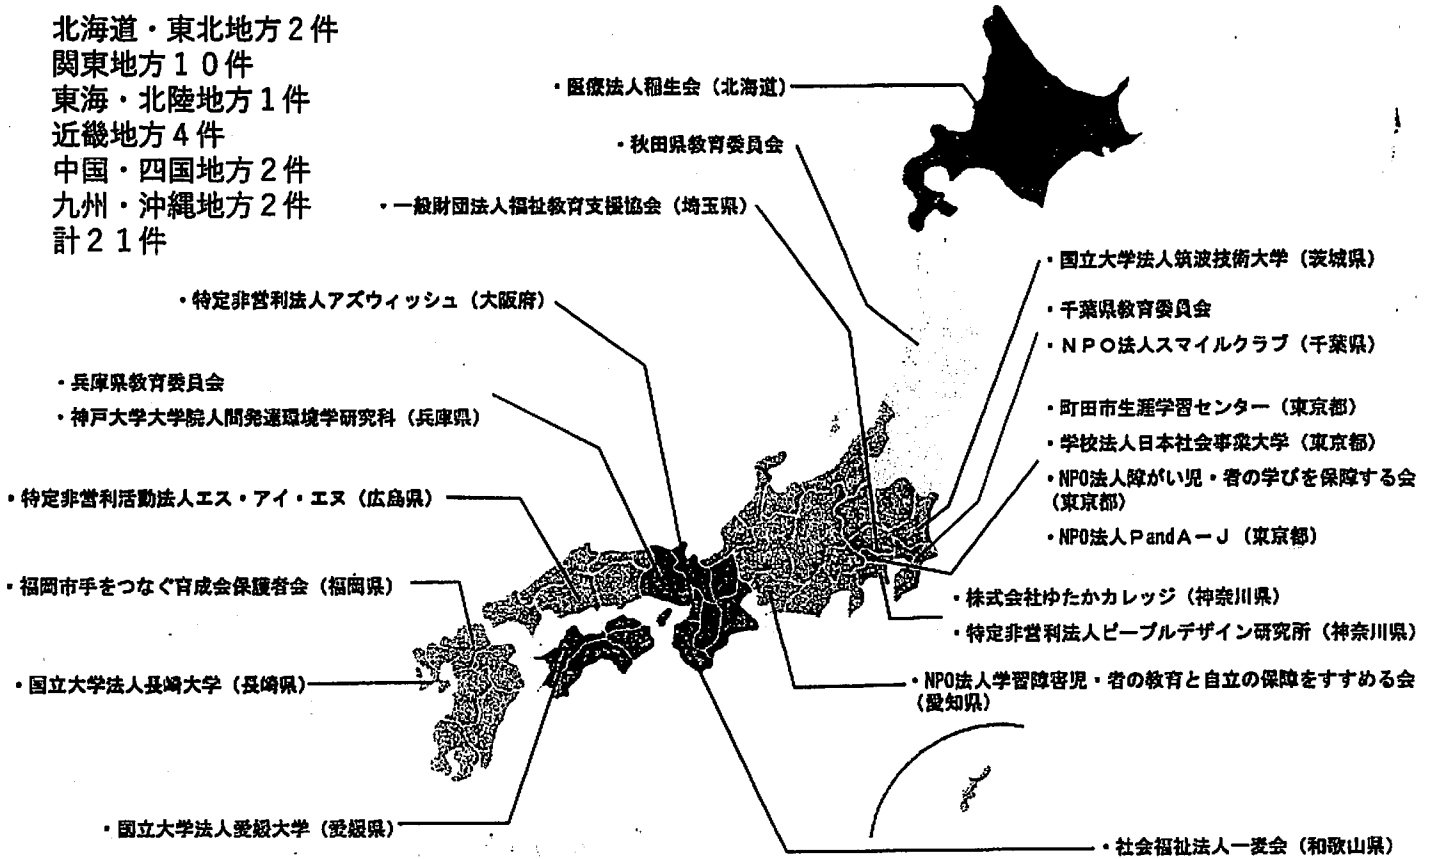 北海道・東北地方２件
関東地方１０件
東海・北陸地方１件
近畿地方４件
中国・四国地方２件
九州・沖縄地方２件
計２１件
・医療法人稲生会（北海道）
・秋田県教育委員会
・一般財団法人福祉教育支援協会（埼玉県）
・国立大学法人筑波技術大学（茨城県）
・特定非営利法人アズウィッシュ（大阪府）
・千葉県教育委員会
・ＮＰＯ法人スマイルクラブ（千葉県）
・兵庫県教育委員会
・神戸大学大学院人間発達環境学研究科（兵庫県）
・町田市生涯学習センター（東京都）
・学校法人日本社会事業大学（東京都）
・NPO法人障がい児・者の学びを保障する会
（東京都）
・NPO法人ＰandＡ－Ｊ（東京都）
・特定非営利活動法人エス・アイ・エヌ（広島県）
・福岡市手をつなぐ育成会保護者会（福岡県）
・株式会社ゆたかカレッジ（神奈川県）
・特定非営利法人ピープルデザイン研究所（神奈川県）
・国立大学法人長崎大学（長崎県）
・NPO法人学習障害児・者の教育と自立の保障をすすめる会
（愛知県）
・国立大学法人愛媛大学（愛媛県）
・社会福祉法人一麦会（和歌山県）